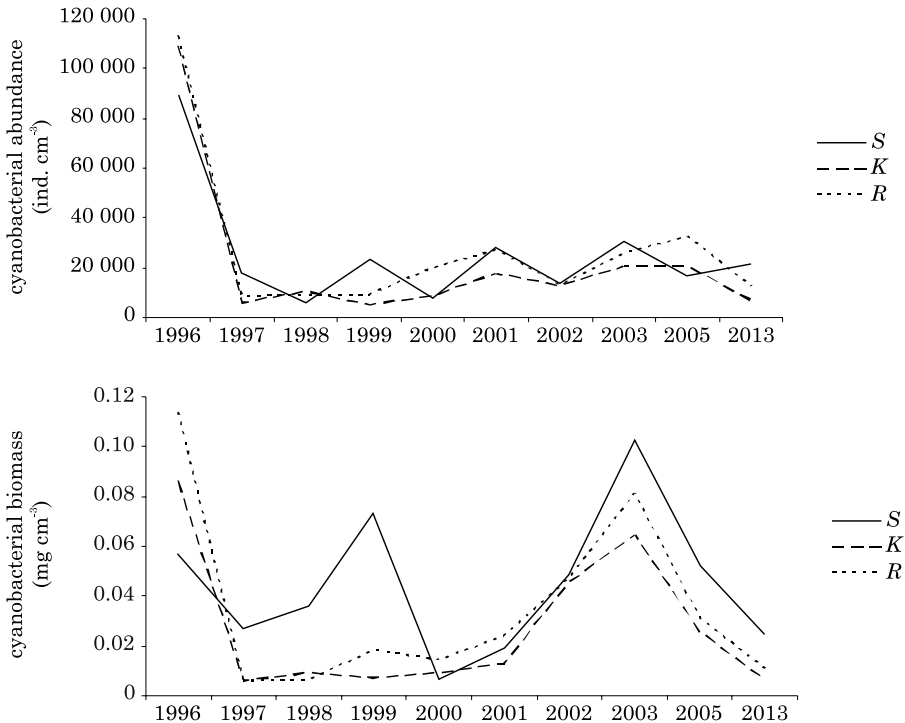 120 000
100 000
80 000
60 000
40 000
20 000
0
cyanobacterial abundance
(ind. cm⁻³)
1996 1997 1998 1999 2000 2001 2002 2003 2005 2013
S
K
R
0.12
0.10
0.08
0.06
0.04
0.02
0
cyanobacterial biomass
(mg cm⁻³)
1996 1997 1998 1999 2000 2001 2002 2003 2005 2013
S
K
R